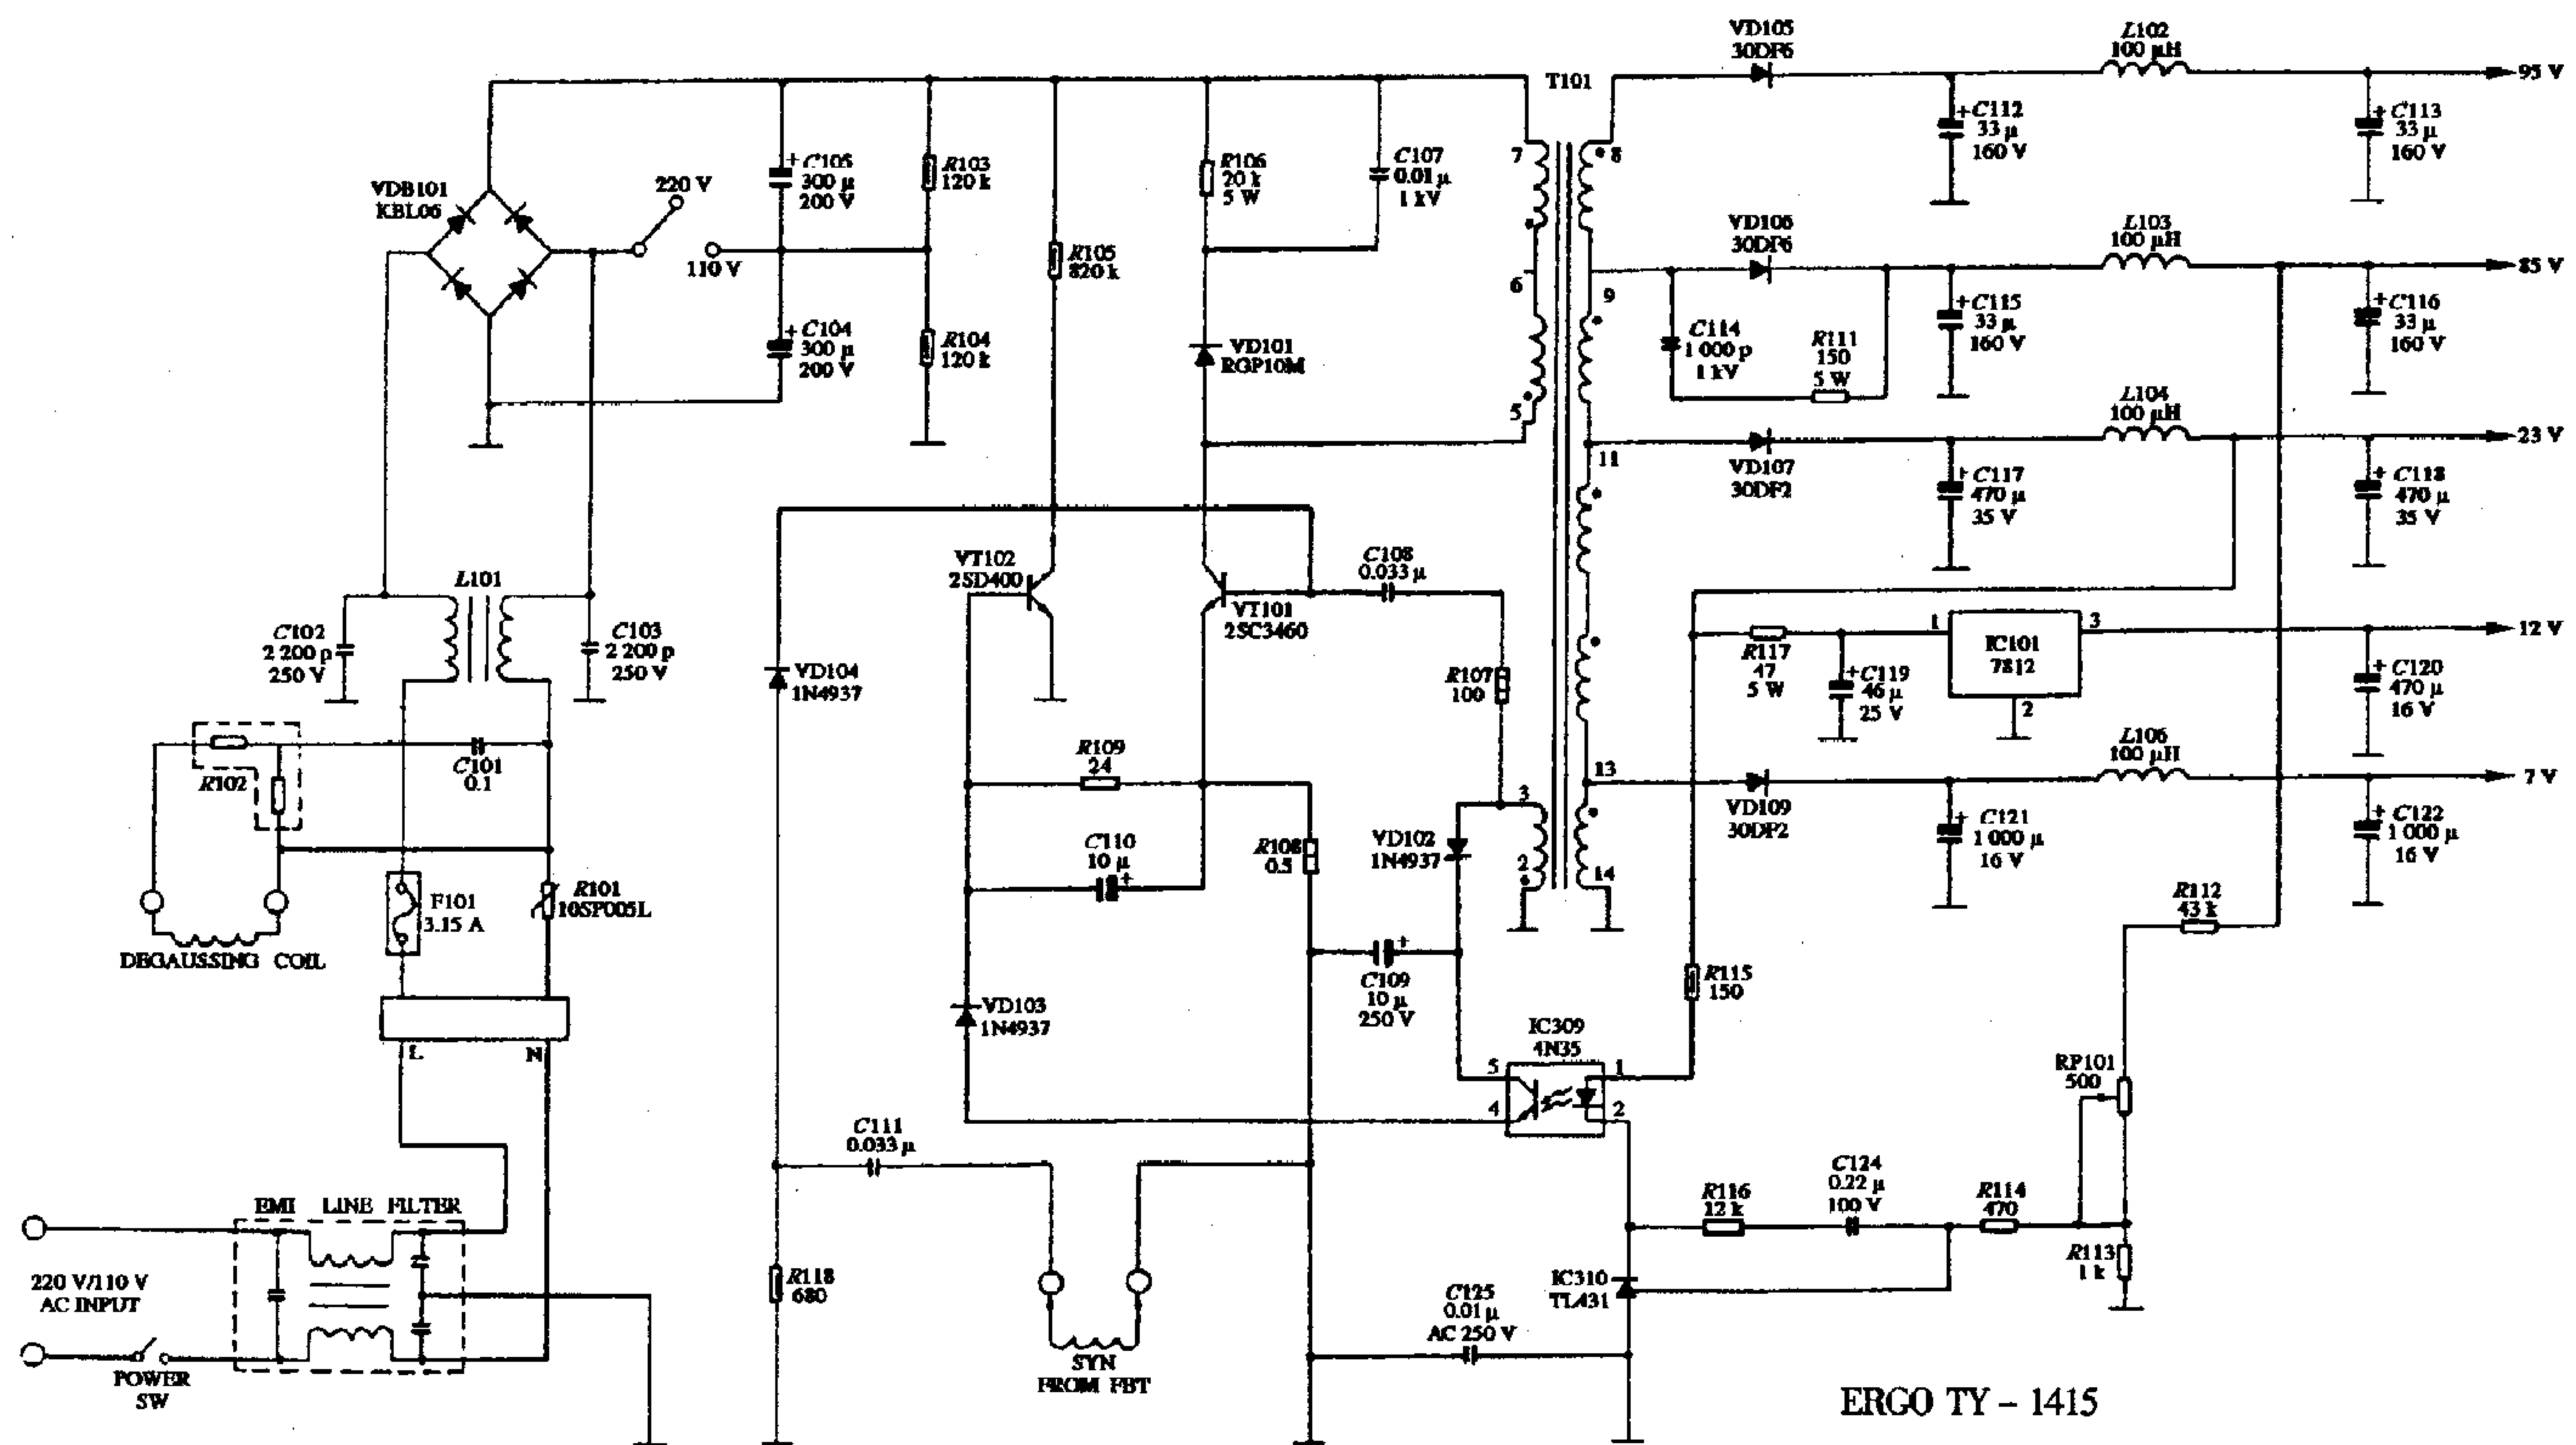 VD105
30DF6
L102
100 μH
95 V
T101
+ C112
33 μ
160 V
+ C113
33 μ
160 V
7
8
+ C105
300 μ
200 V
R103
120 k
R106
20 k
5 W
C107
0.01 μ
1 kV
VDB101
KBL06
220 V
110 V
R105
820 k
VD106
30DF6
L103
100 μH
85 V
6
9
+ C104
300 μ
200 V
R104
120 k
VD101
RGP10M
C114
1 000 p
1 kV
R111
150
5 W
+ C115
33 μ
160 V
+ C116
33 μ
160 V
5
L104
100 μH
23 V
11
VD107
30DF2
+ C117
470 μ
35 V
+ C118
470 μ
35 V
VT102
2SD400
VT101
2SC3460
C108
0.033 μ
L101
C102
2 200 p
250 V
C103
2 200 p
250 V
VD104
1N4937
R107
100
R117
47
5 W
+ C119
46 μ
25 V
1
IC101
7812
3
2
12 V
+ C120
470 μ
16 V
R102
C101
0.1
R109
24
C110
10 μ
+
R108
0.5
VD102
1N4937
3
2
13
14
VD109
30DF2
L106
100 μH
7 V
+ C121
1 000 μ
16 V
+ C122
1 000 μ
16 V
F101
3.15 A
R101
10SP005L
DEGAUSSING COIL
R112
43 k
+
C109
10 μ
250 V
R115
150
VD103
1N4937
L
N
IC309
4N35
5
1
4
2
RP101
500
C111
0.033 μ
EMI LINE FILTER
R116
12 k
C124
0.22 μ
100 V
R114
470
R113
1 k
220 V/110 V
AC INPUT
R118
680
IC310
TL431
C125
0.01 μ
AC 250 V
POWER
SW
SYN
FROM FBT
ERGO TY – 1415